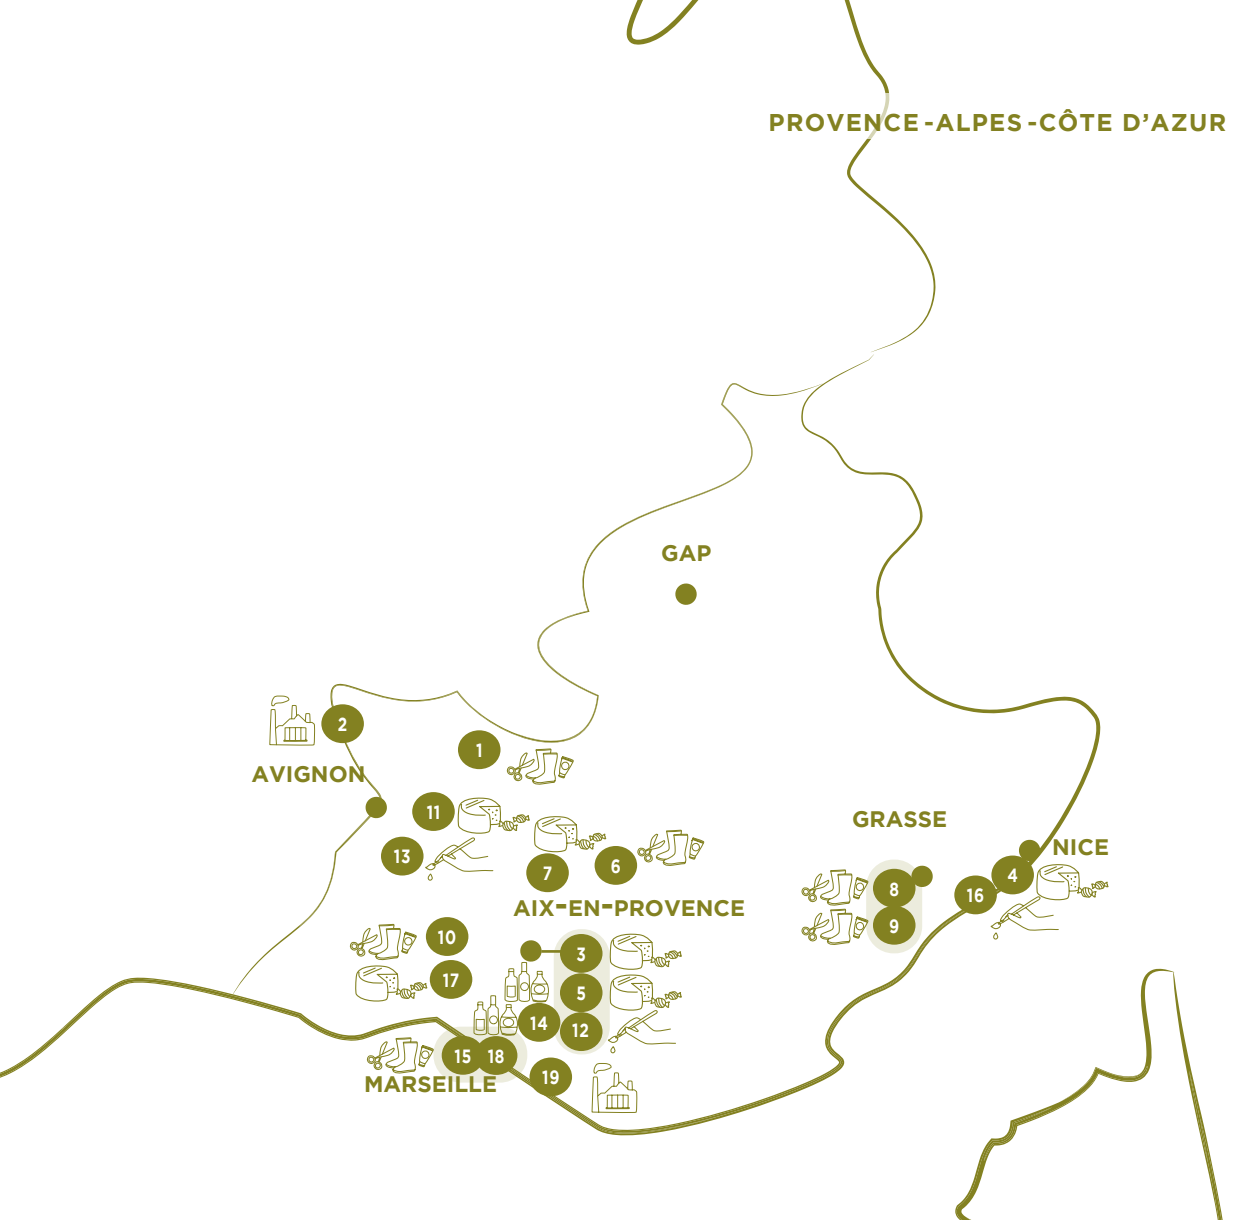 PROVENCE-ALPES-CÔTE D'AZUR
GAP
2
1
AVIGNON
11
GRASSE
13
7
6
NICE
4
8
16
AIX-EN-PROVENCE
9
10
3
17
5
14
12
15
18
19
MARSEILLE